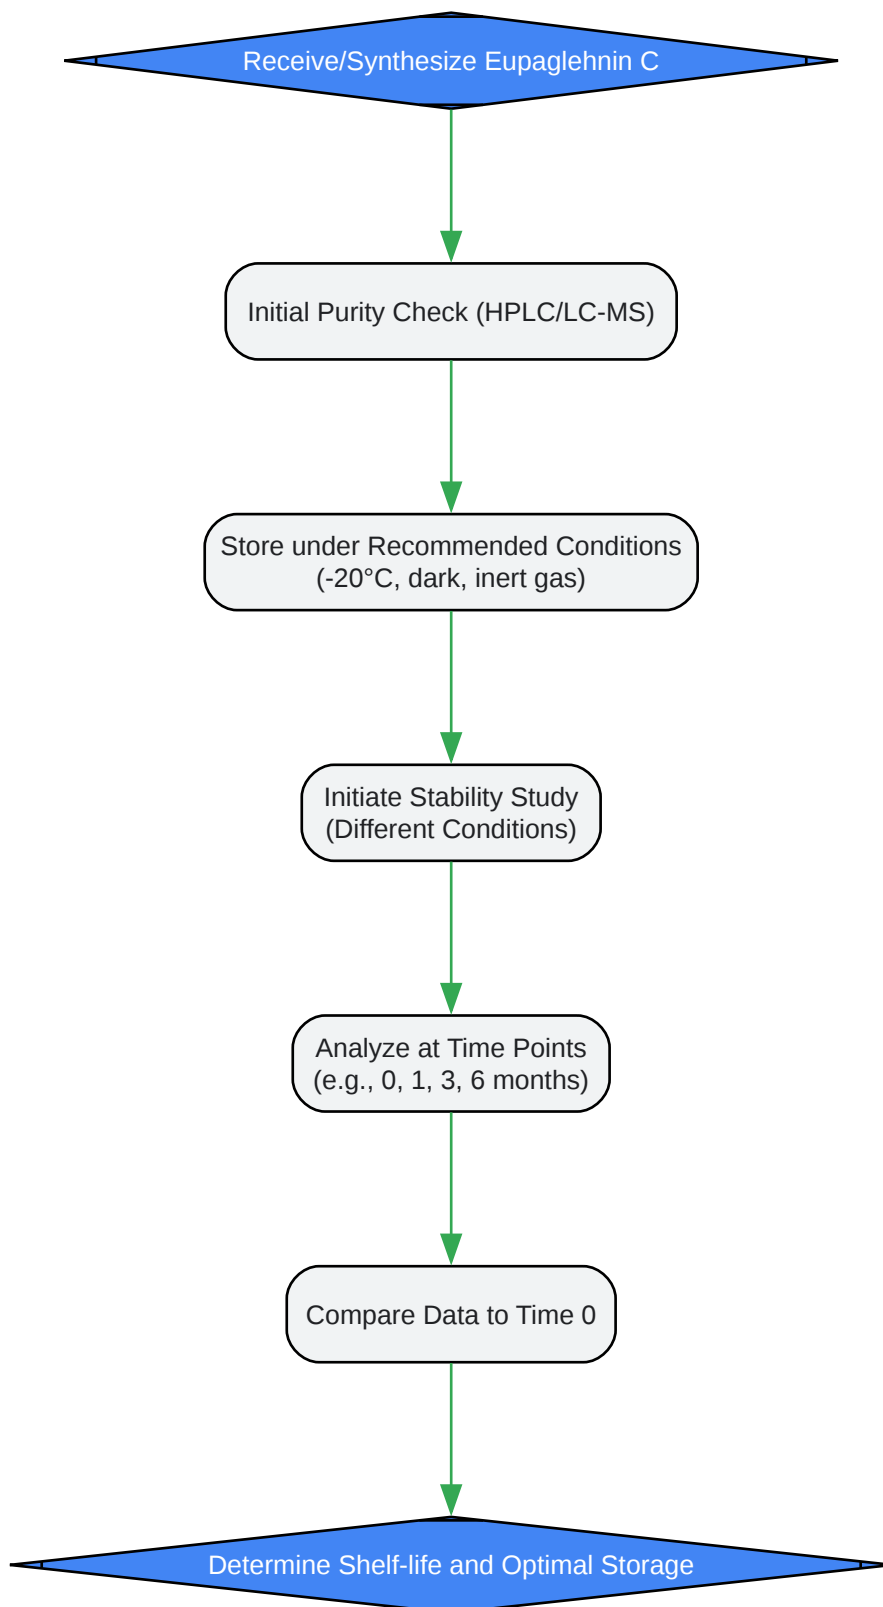 Receive/Synthesize Eupaglehnin C
Initial Purity Check (HPLC/LC-MS)
Store under Recommended Conditions
(-20°C, dark, inert gas)
Initiate Stability Study
(Different Conditions)
Analyze at Time Points
(e.g., 0, 1, 3, 6 months)
Compare Data to Time 0
Determine Shelf-life and Optimal Storage